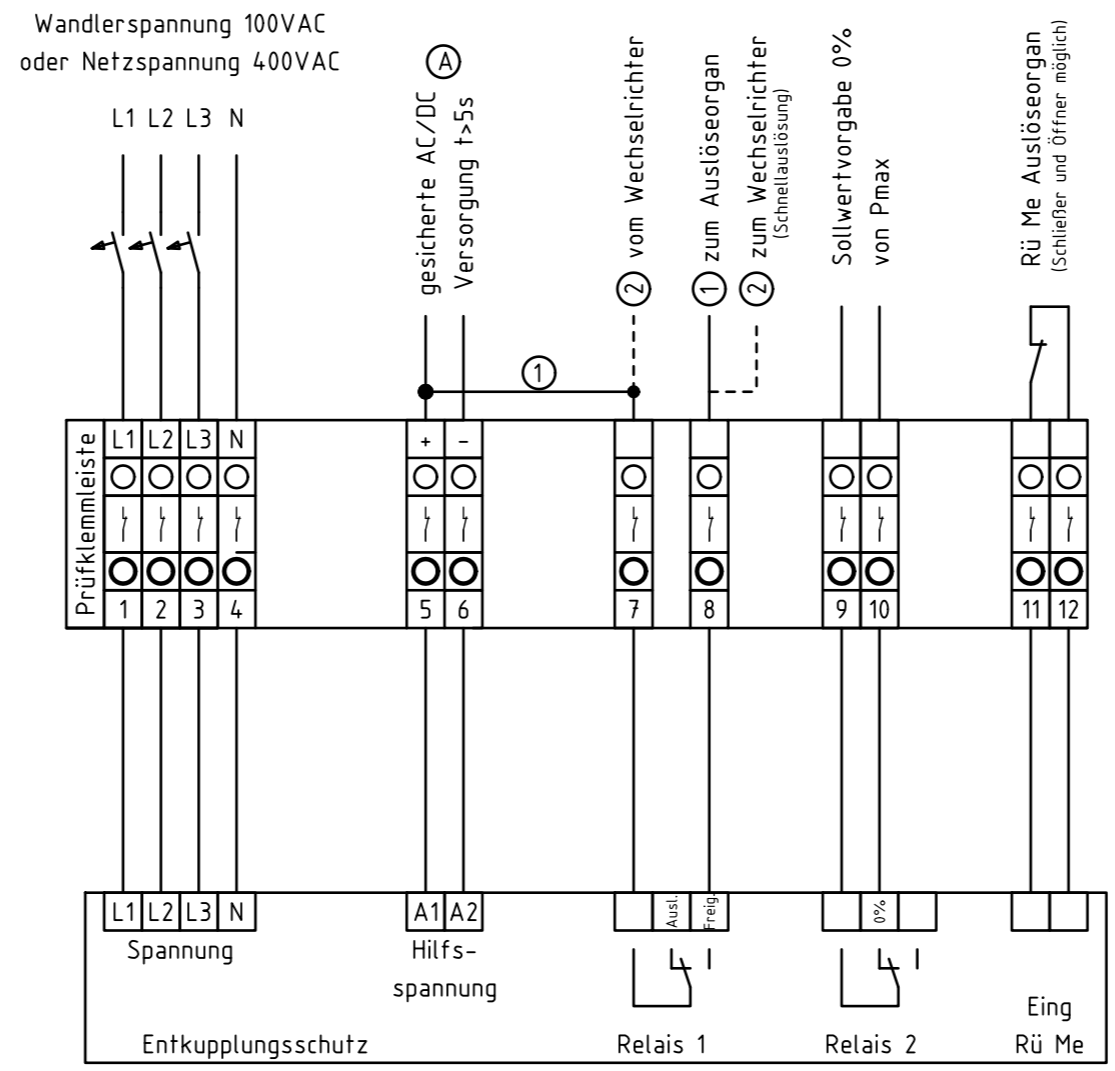 Wandlerspannung 100VAC
oder Netzspannung 400VAC
L1 L2 L3 N
gesicherte AC/DC A
Versorgung t>5s
2 vom Wechselrichter
1 zum Auslöseorgan
2 zum Wechselrichter
(Schnellauslösung)
Sollwertvorgabe 0%
von Pmax
Rü Me Auslöseorgan
(Schließer und Öffner möglich)
1
Prüfklemmleiste
L1 L2 L3 N + -
1 2 3 4 5 6 7 8 9 10 11 12
L1 L2 L3 N A1 A2 Ausl. Freig. 0%
Spannung
Hilfs-
spannung
Entkupplungsschutz
Relais 1
Relais 2
Eing
Rü Me